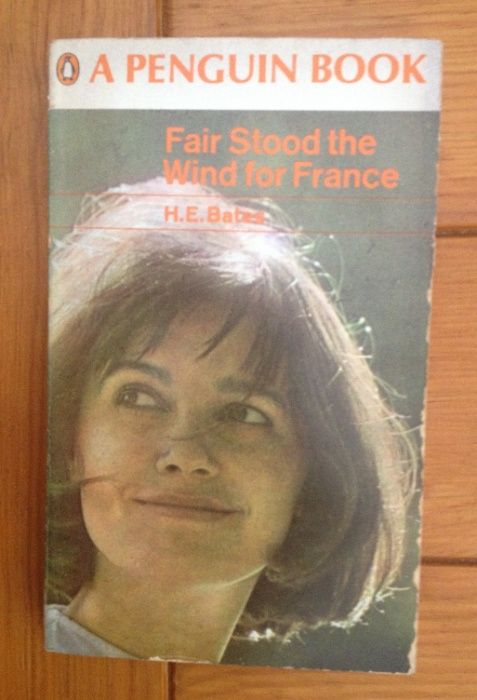 A PENGUIN BOOK
Fair Stood the
Wind for France
H.E.Bates